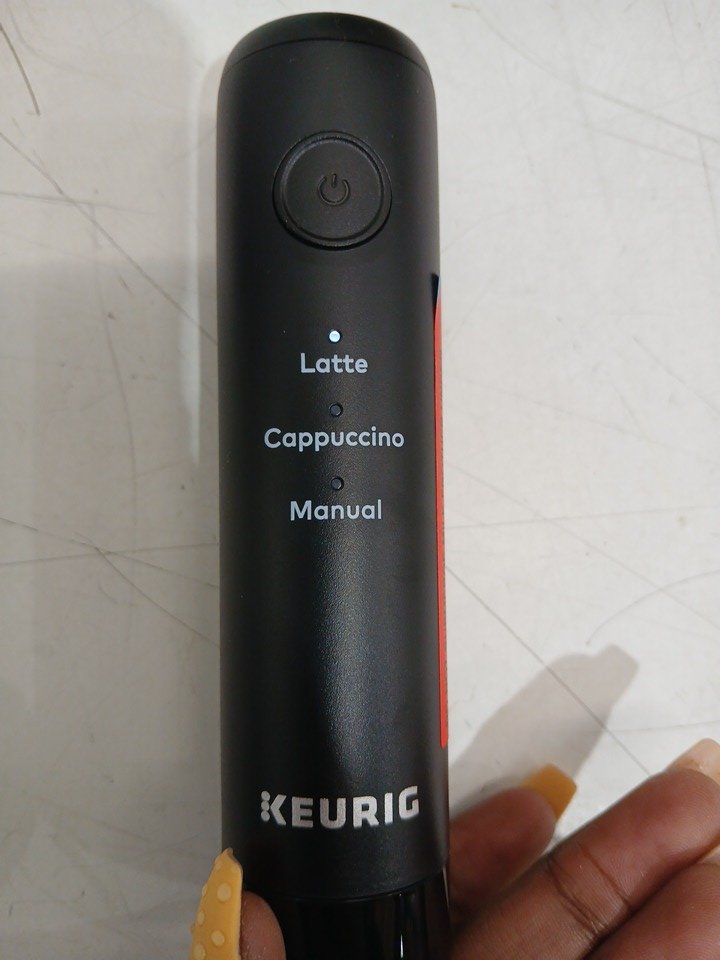 Latte
Cappuccino
Manual
KEURIG